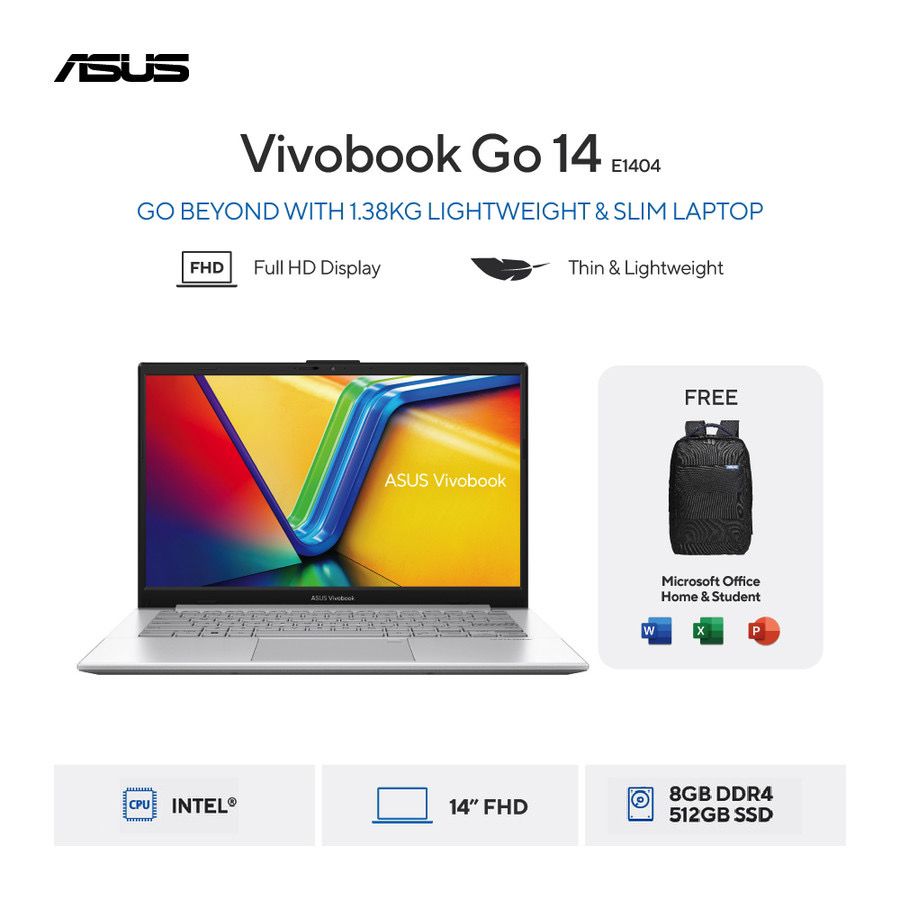 ASUS
Vivobook Go 14 E1404
GO BEYOND WITH 1.38KG LIGHTWEIGHT & SLIM LAPTOP
FHD Full HD Display
Thin & Lightweight
ASUS Vivobook
ASUS Vivobook
FREE
ASUS
Microsoft Office
Home & Student
W X P
CPU INTEL®
14” FHD
8GB DDR4
512GB SSD